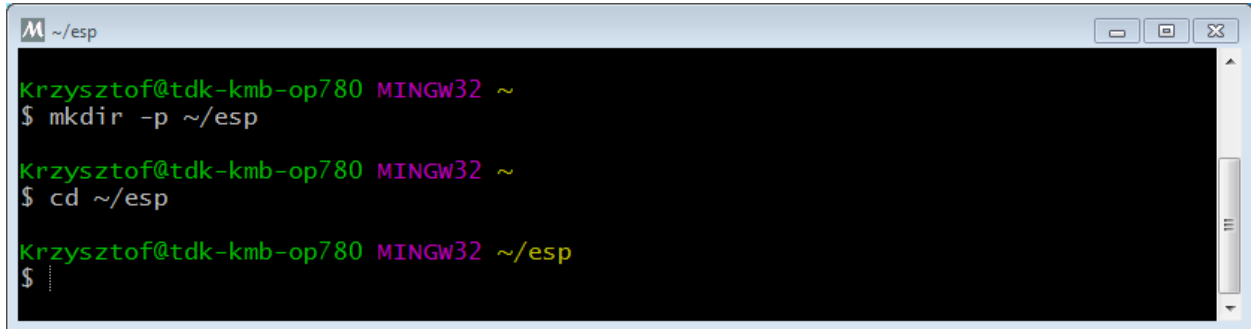 ~/esp
Krzysztof@tdk-kmb-op780 MINGW32 ~
$ mkdir -p ~/esp
Krzysztof@tdk-kmb-op780 MINGW32 ~
$ cd ~/esp
Krzysztof@tdk-kmb-op780 MINGW32 ~/esp
$